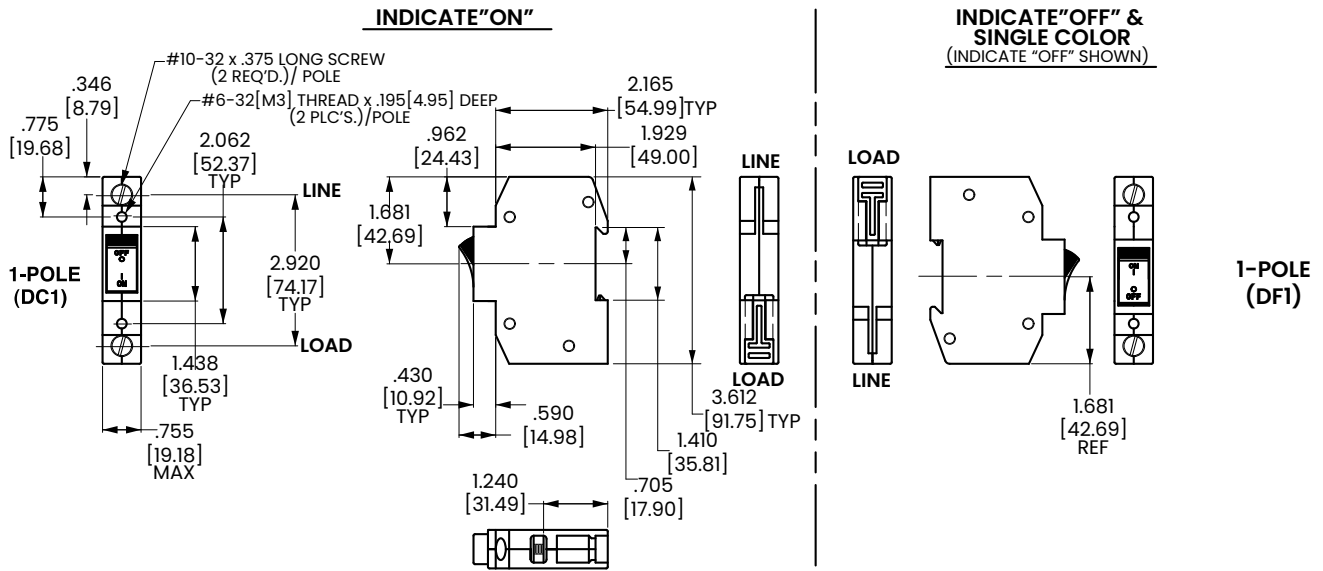 INDICATE"ON"
#10-32 x .375 LONG SCREW
(2 REQ'D.)/ POLE
#6-32[M3] THREAD x .195[4.95] DEEP
(2 PLC'S.)/POLE
.346
[8.79]
.775
[19.68]
2.062
[52.37]
TYP
LINE
1-POLE
(DC1)
OFF
O
I
ON
2.920
[74.17]
TYP
LOAD
1.438
[36.53]
TYP
.755
[19.18]
MAX
2.165
[54.99]TYP
.962
[24.43]
1.929
[49.00]
1.681
[42.69]
LINE
LOAD
.430
[10.92]
TYP
.590
[14.98]
3.612
[91.75] TYP
1.410
[35.81]
.705
[17.90]
1.240
[31.49]
INDICATE"OFF" &
SINGLE COLOR
(INDICATE "OFF" SHOWN)
LOAD
LINE
ON
I
O
OFF
1-POLE
(DF1)
1.681
[42.69]
REF